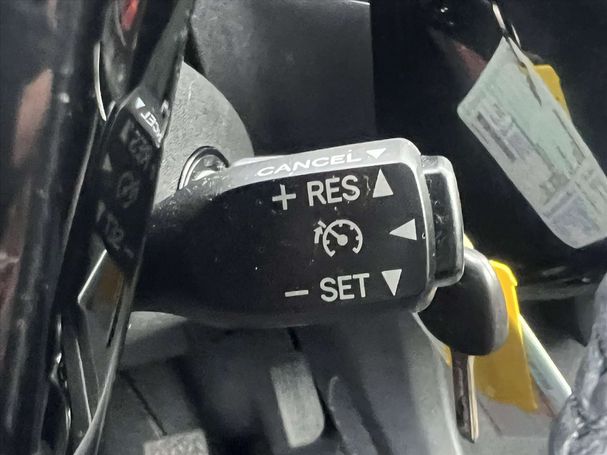 CANCEL ▼
+ RES ▲
− SET ▼